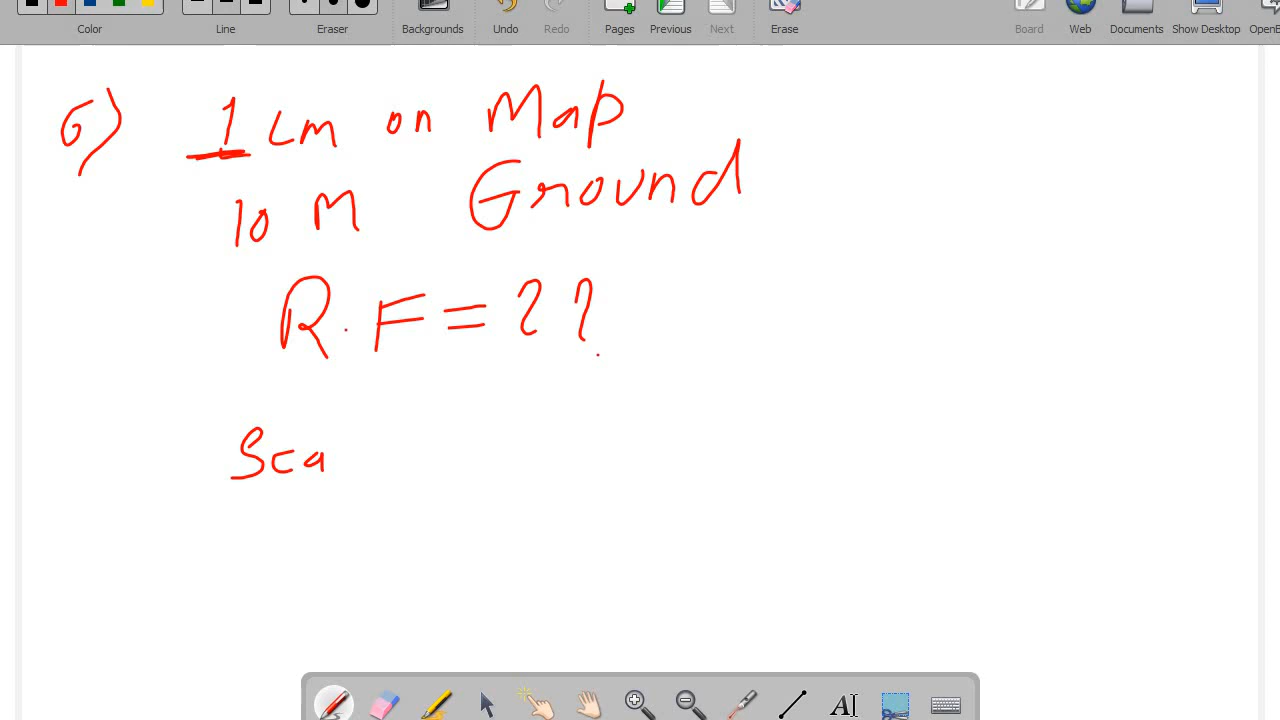 Color Line Eraser Backgrounds Undo Redo Pages Previous Next Erase Board Web Documents Show Desktop OpenB
6) 1 cm on Map
10 M Ground
R.F = ??
Sca
A